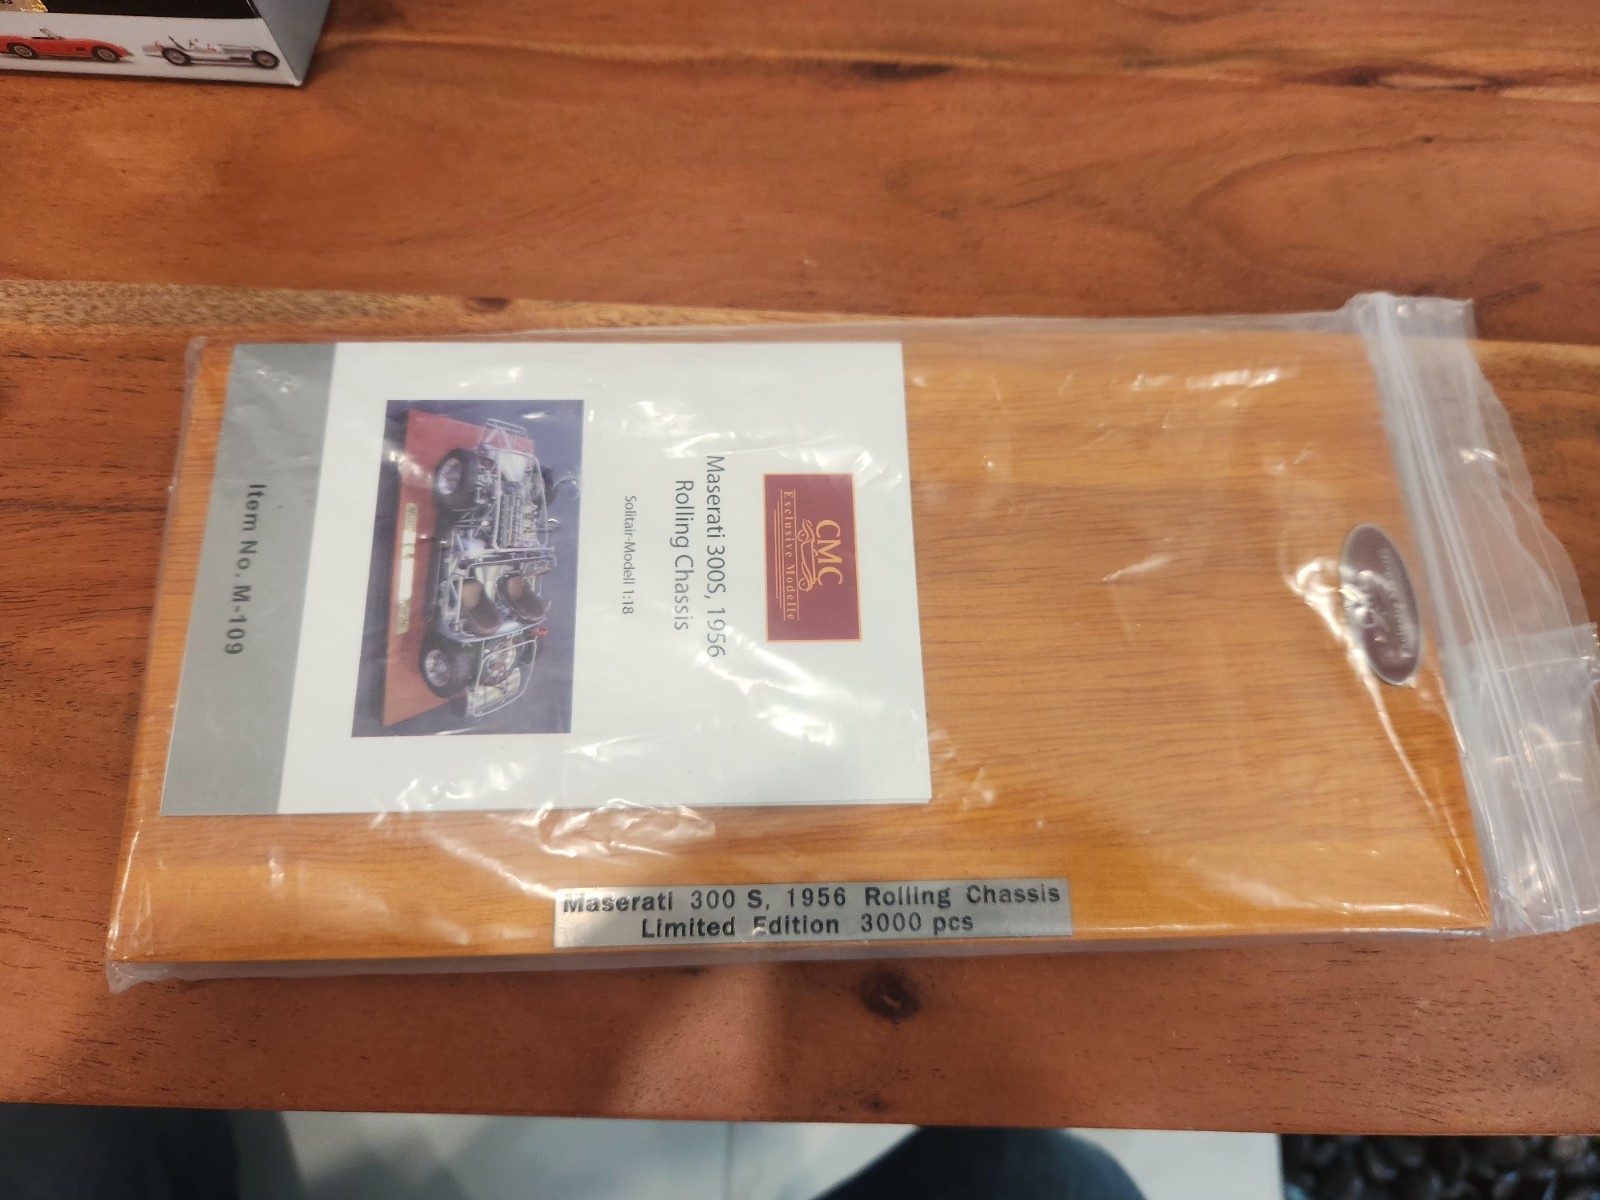 CMC
Exclusive Modelle
Maserati 300S, 1956
Rolling Chassis
Solitair-Modell 1:18
Item No. M-109
Maserati 300 S, 1956 Rolling Chassis
Limited Edition 3000 pcs